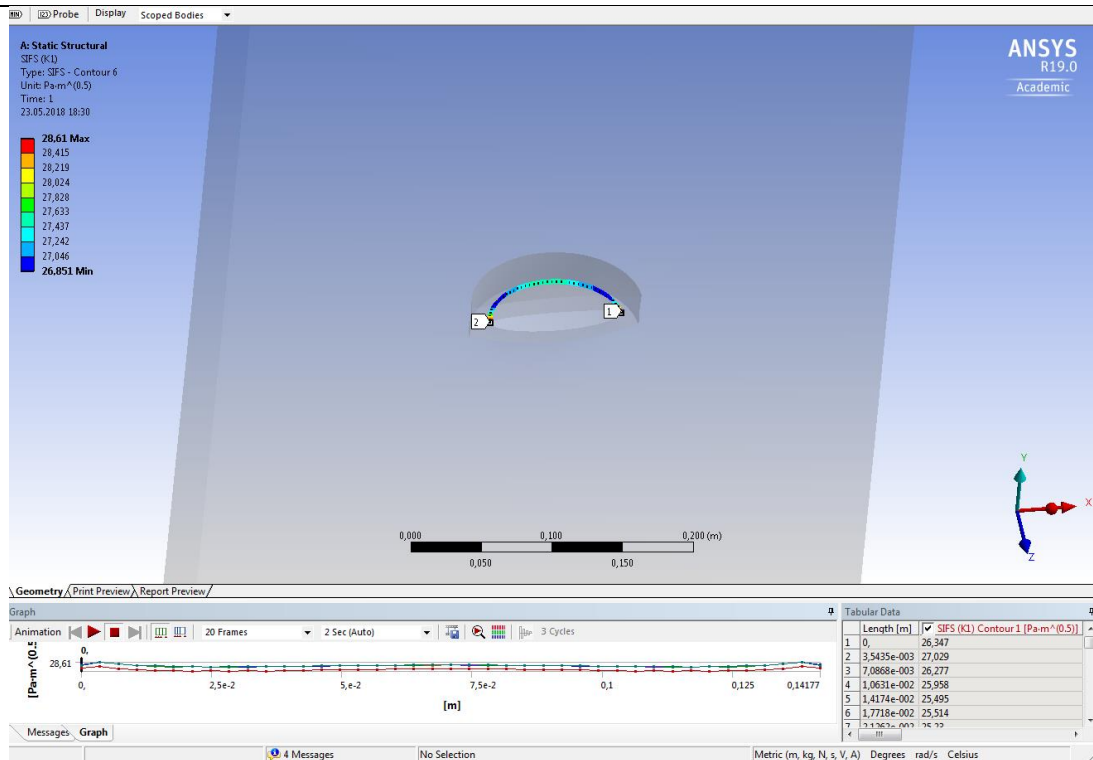 Probe Display Scoped Bodies
A: Static Structural
SIFS (K1)
Type: SIFS - Contour 6
Unit: Pa·m^(0.5)
Time: 1
23.05.2018 18:30
28,61 Max
28,415
28,219
28,024
27,828
27,633
27,437
27,242
27,046
26,851 Min
ANSYS
R19.0
Academic
2
1
Y
X
Z
0,000 0,100 0,200 (m)
0,050 0,150
Geometry Print Preview Report Preview
Graph
Animation 20 Frames 2 Sec (Auto) 3 Cycles
[Pa·m^(0.5
0,
28,61
0, 2,5e-2 5,e-2 7,5e-2 0,1 0,125 0,14177
[m]
Messages Graph
Tabular Data
Length [m] SIFS (K1) Contour 1 [Pa·m^(0.5)]
1 0, 26,347
2 3,5435e-003 27,029
3 7,0868e-003 26,277
4 1,0631e-002 25,958
5 1,4174e-002 25,495
6 1,7718e-002 25,514
4 Messages No Selection Metric (m, kg, N, s, V, A) Degrees rad/s Celsius